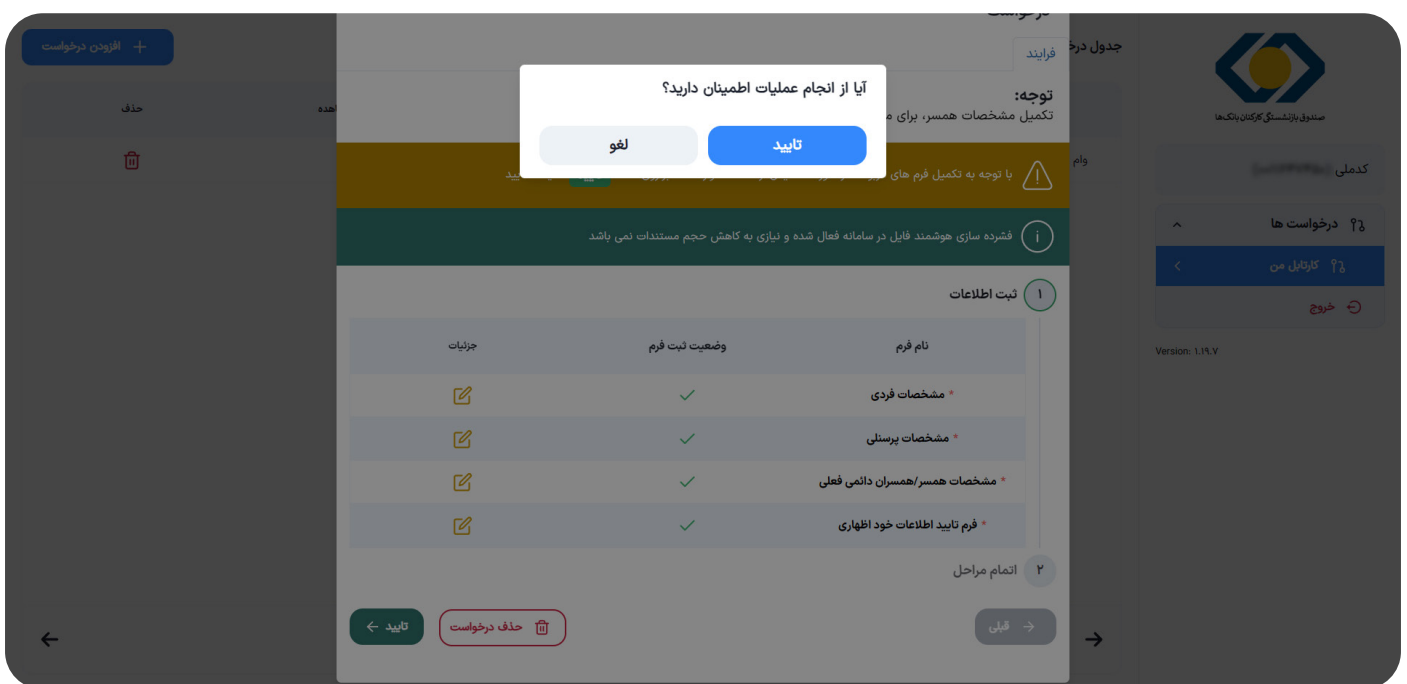 صندوق بازنشستگی کارکنان بانک‌ها
کدملی
درخواست ها
کارتابل من
خروج
Version: ۱.۱۹.۷
جدول درخ
افزودن درخواست
اهده
حذف
وام
درخواست
فرایند
توجه:
تکمیل مشخصات همسر، برای
آیا از انجام عملیات اطمینان دارید؟
تایید
لغو
با توجه به تکمیل فرم های
فشرده سازی هوشمند فایل در سامانه فعال شده و نیازی به کاهش حجم مستندات نمی باشد
۱ ثبت اطلاعات
نام فرم وضعیت ثبت فرم جزئیات
* مشخصات فردی
* مشخصات پرسنلی
* مشخصات همسر/همسران دائمی فعلی
* فرم تایید اطلاعات خود اظهاری
۲ اتمام مراحل
قبلی
حذف درخواست
تایید